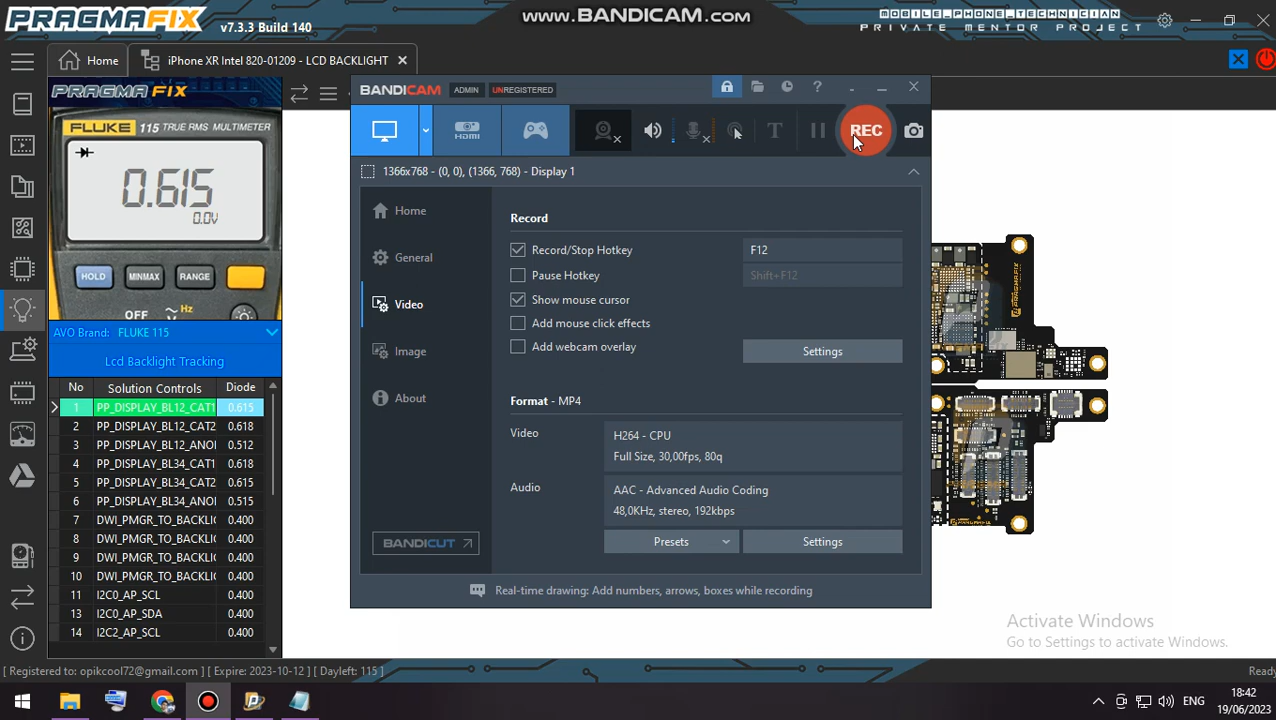 PRAGMAFIX v7.3.3 Build 140
www.BANDICAM.com
MOBILE_PHONE_TECHNICIAN
PRIVATE MENTOR PROJECT
Home
iPhone XR Intel 820-01209 - LCD BACKLIGHT
PRAGMA FIX
FLUKE 115 TRUE RMS MULTIMETER
0.615
0.0V
HOLD MINMAX RANGE
OFF V Hz
AVO Brand: FLUKE 115
Lcd Backlight Tracking
No Solution Controls Diode
1 PP_DISPLAY_BL12_CAT1 0.615
2 PP_DISPLAY_BL12_CAT2 0.618
3 PP_DISPLAY_BL12_ANO 0.512
4 PP_DISPLAY_BL34_CAT1 0.618
5 PP_DISPLAY_BL34_CAT2 0.615
6 PP_DISPLAY_BL34_ANO 0.515
7 DWI_PMGR_TO_BACKLI 0.400
8 DWI_PMGR_TO_BACKLI 0.400
9 DWI_PMGR_TO_BACKLI 0.400
10 DWI_PMGR_TO_BACKLI 0.400
11 I2C0_AP_SCL 0.400
13 I2C0_AP_SDA 0.400
14 I2C2_AP_SCL 0.400
BANDICAM ADMIN UNREGISTERED
HDMI
REC
1366x768 - (0, 0), (1366, 768) - Display 1
Home
General
Video
Image
About
BANDICUT
Record
Record/Stop Hotkey F12
Pause Hotkey Shift+F12
Show mouse cursor
Add mouse click effects
Add webcam overlay
Settings
Format - MP4
Video
H264 - CPU
Full Size, 30,00fps, 80q
Audio
AAC - Advanced Audio Coding
48,0KHz, stereo, 192kbps
Presets
Settings
Real-time drawing: Add numbers, arrows, boxes while recording
Activate Windows
Go to Settings to activate Windows.
[ Registered to: opikcool72@gmail.com ] [ Expire: 2023-10-12 ] [ Dayleft: 115 ]
Ready
ENG
18:42
19/06/2023